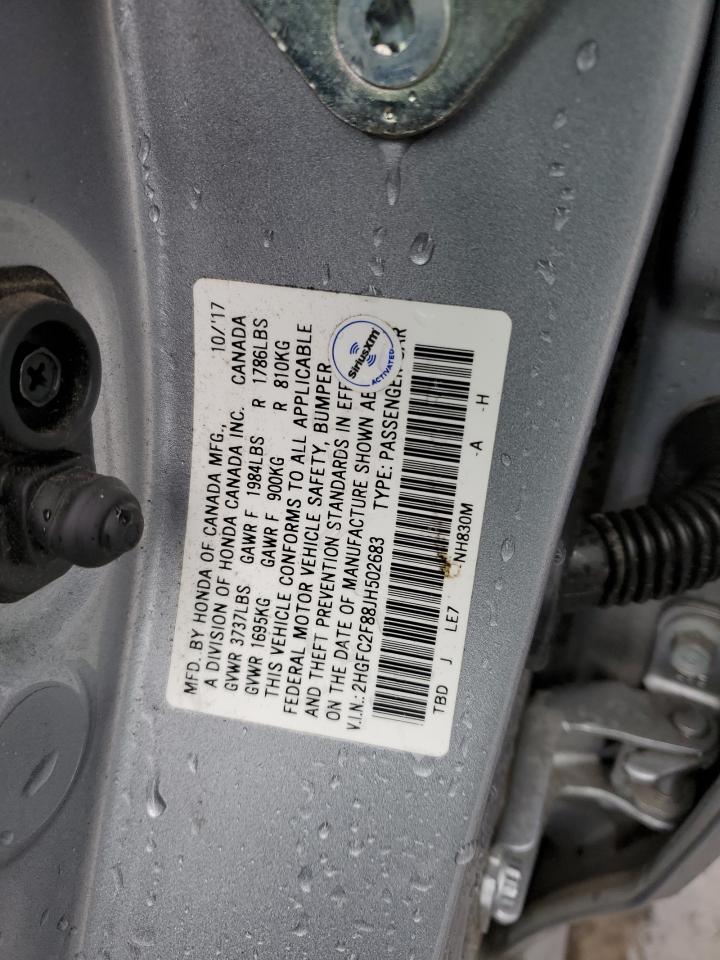 MFD. BY HONDA OF CANADA MFG., 10/'17
A DIVISION OF HONDA CANADA INC. CANADA
GVWR 3737LBS GAWR F 1984LBS R 1786LBS
GVWR 1695KG GAWR F 900KG R 810KG
THIS VEHICLE CONFORMS TO ALL APPLICABLE
FEDERAL MOTOR VEHICLE SAFETY, BUMPER
AND THEFT PREVENTION STANDARDS IN EFF
ON THE DATE OF MANUFACTURE SHOWN AB
V.I.N.: 2HGFC2F88JH502683 TYPE: PASSENGER
TBD J LE7 NH830M -A -H
SiriusXm
ACTIVATED